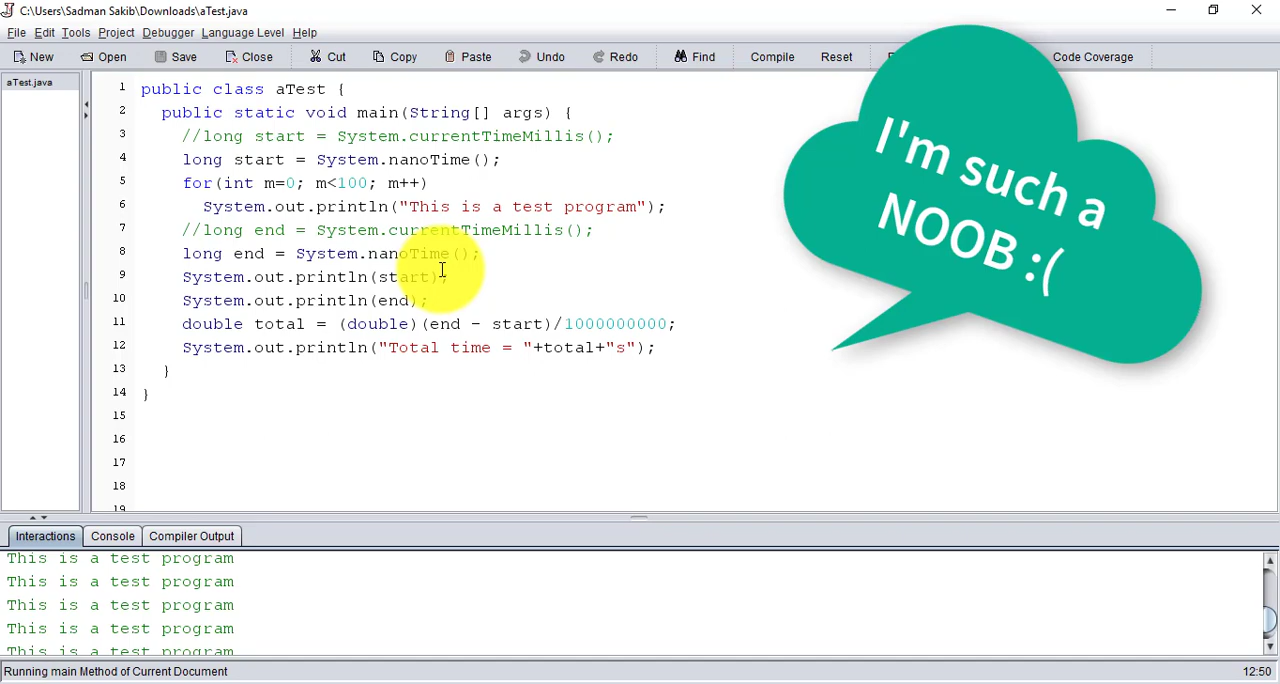 C:\Users\Sadman Sakib\Downloads\aTest.java
File Edit Tools Project Debugger Language Level Help
New Open Save Close Cut Copy Paste Undo Redo Find Compile Reset Code Coverage
aTest.java
1 public class aTest {
2 public static void main(String[] args) {
3 //long start = System.currentTimeMillis();
4 long start = System.nanoTime();
5 for(int m=0; m<100; m++)
6 System.out.println("This is a test program");
7 //long end = System.currentTimeMillis();
8 long end = System.nanoTime();
9 System.out.println(start);
10 System.out.println(end);
11 double total = (double)(end - start)/1000000000;
12 System.out.println("Total time = "+total+"s");
13 }
14 }
15
16
17
18
19
I'm such a
NOOB :(
Interactions Console Compiler Output
This is a test program
This is a test program
This is a test program
This is a test program
This is a test program
Running main Method of Current Document 12:50